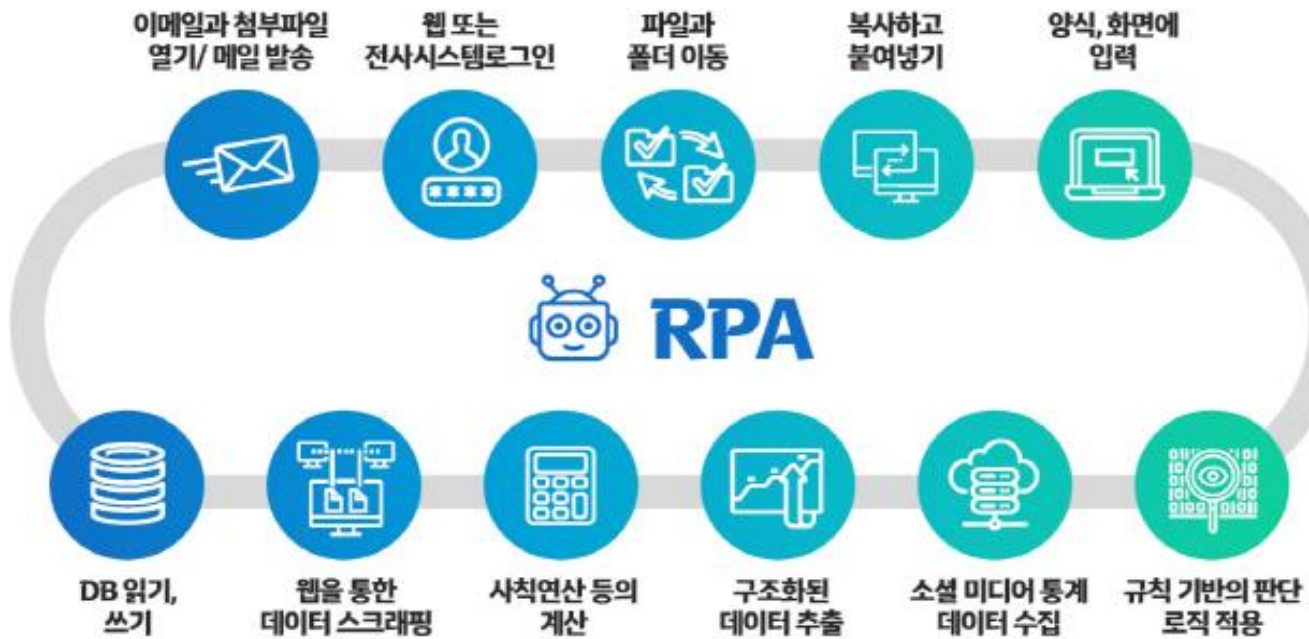 이메일과 첨부파일
열기/ 메일 발송
웹 또는
전사시스템로그인
파일과
폴더 이동
복사하고
붙여넣기
양식, 화면에
입력
****
RPA
DB 읽기,
쓰기
웹을 통한
데이터 스크래핑
사칙연산 등의
계산
구조화된
데이터 추출
소셜 미디어 통계
데이터 수집
규칙 기반의 판단
로직 적용